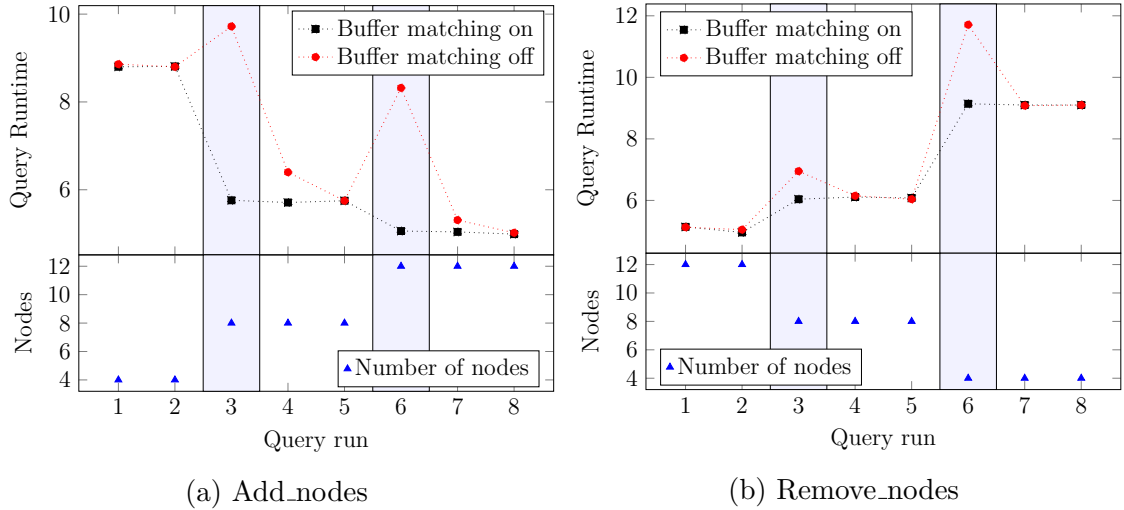 10
8
6
Query Runtime
Buffer matching on
Buffer matching off
12
10
8
6
4
Nodes
Number of nodes
1 2 3 4 5 6 7 8
Query run
(a) Add_nodes
12
10
8
6
Query Runtime
Buffer matching on
Buffer matching off
12
10
8
6
4
Nodes
Number of nodes
1 2 3 4 5 6 7 8
Query run
(b) Remove_nodes